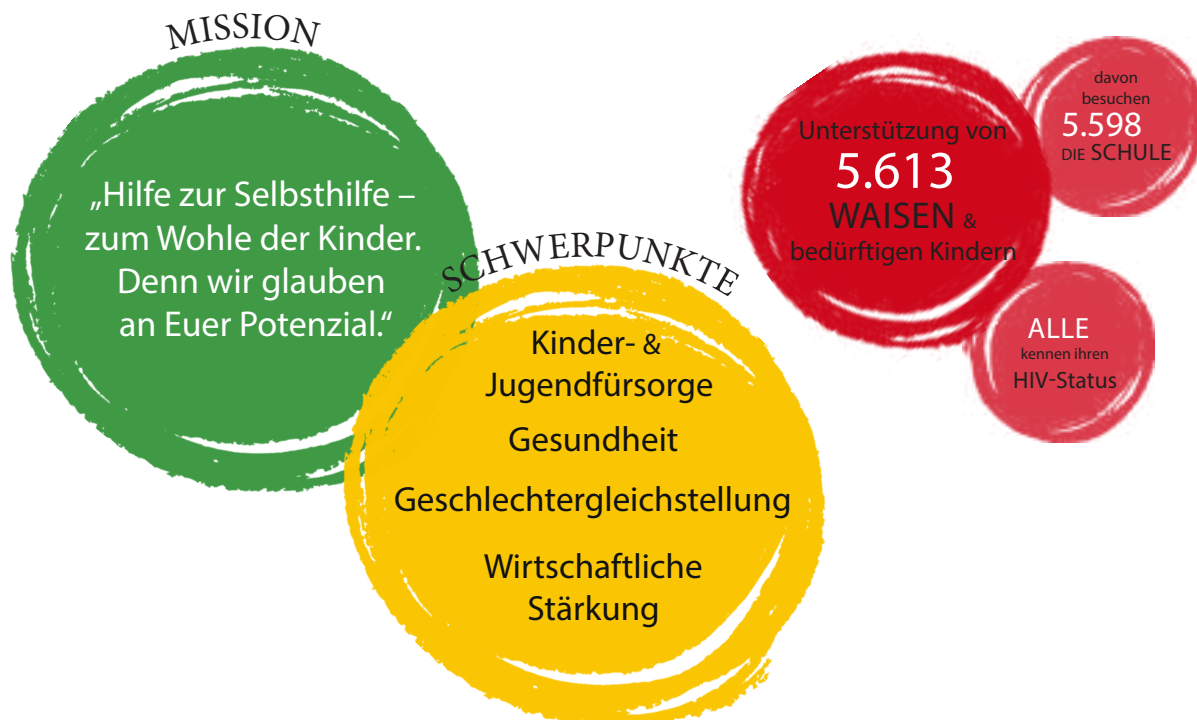 MISSION
„Hilfe zur Selbsthilfe –
zum Wohle der Kinder.
Denn wir glauben
an Euer Potenzial.“
SCHWERPUNKTE
Kinder- &
Jugendfürsorge
Gesundheit
Geschlechtergleichstellung
Wirtschaftliche
Stärkung
Unterstützung von
5.613
WAISEN &
bedürftigen Kindern
davon
besuchen
5.598
DIE SCHULE
ALLE
kennen ihren
HIV-Status